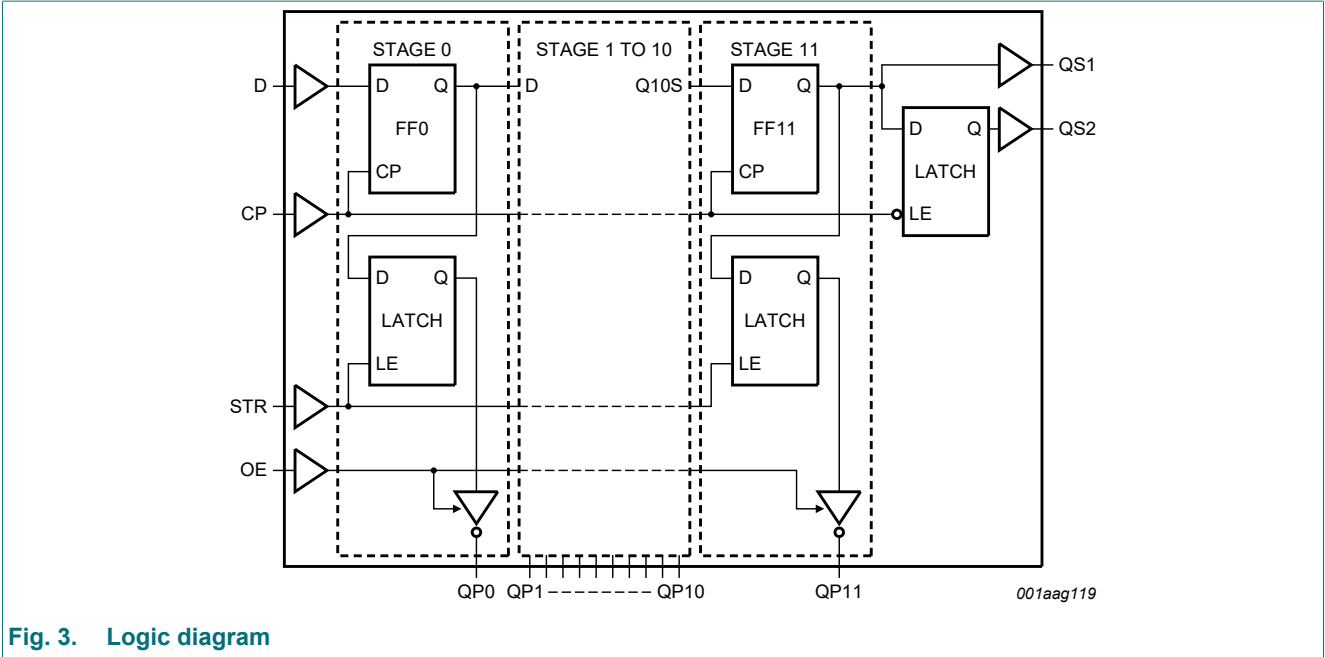 STAGE 0
STAGE 1 TO 10
STAGE 11
D
D
Q
D
Q10S
D
Q
QS1
FF0
FF11
D
Q
QS2
CP
CP
LATCH
CP
LE
D
Q
D
Q
LATCH
LATCH
LE
LE
STR
OE
QP0
QP1
QP10
QP11
001aag119
Fig. 3. Logic diagram